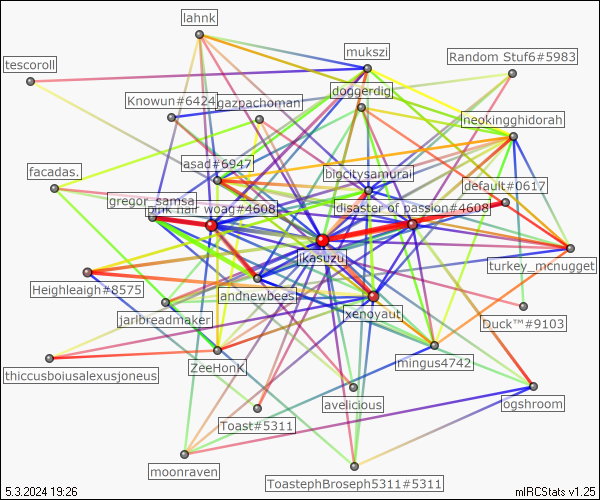 lahnk
mukszi
tescoroll
Random Stuf6#5983
doggerdig
Knowun#6424
gazpachoman
neokingghidorah
asad#6947
facadas.
bigcitysamurai
default#0617
gregor_samsa
pink hair woag#4608
disaster of passion#4608
ikasuzu
turkey_mcnugget
Heighleaigh#8575
andnewbees
jarlbreadmaker
xenoyaut
Duck™#9103
ZeeHonK
mingus4742
thiccusboiusalexusjoneus
avelicious
ogshroom
Toast#5311
moonraven
ToastephBroseph5311#5311
5.3.2024 19:26
mIRCStats v1.25